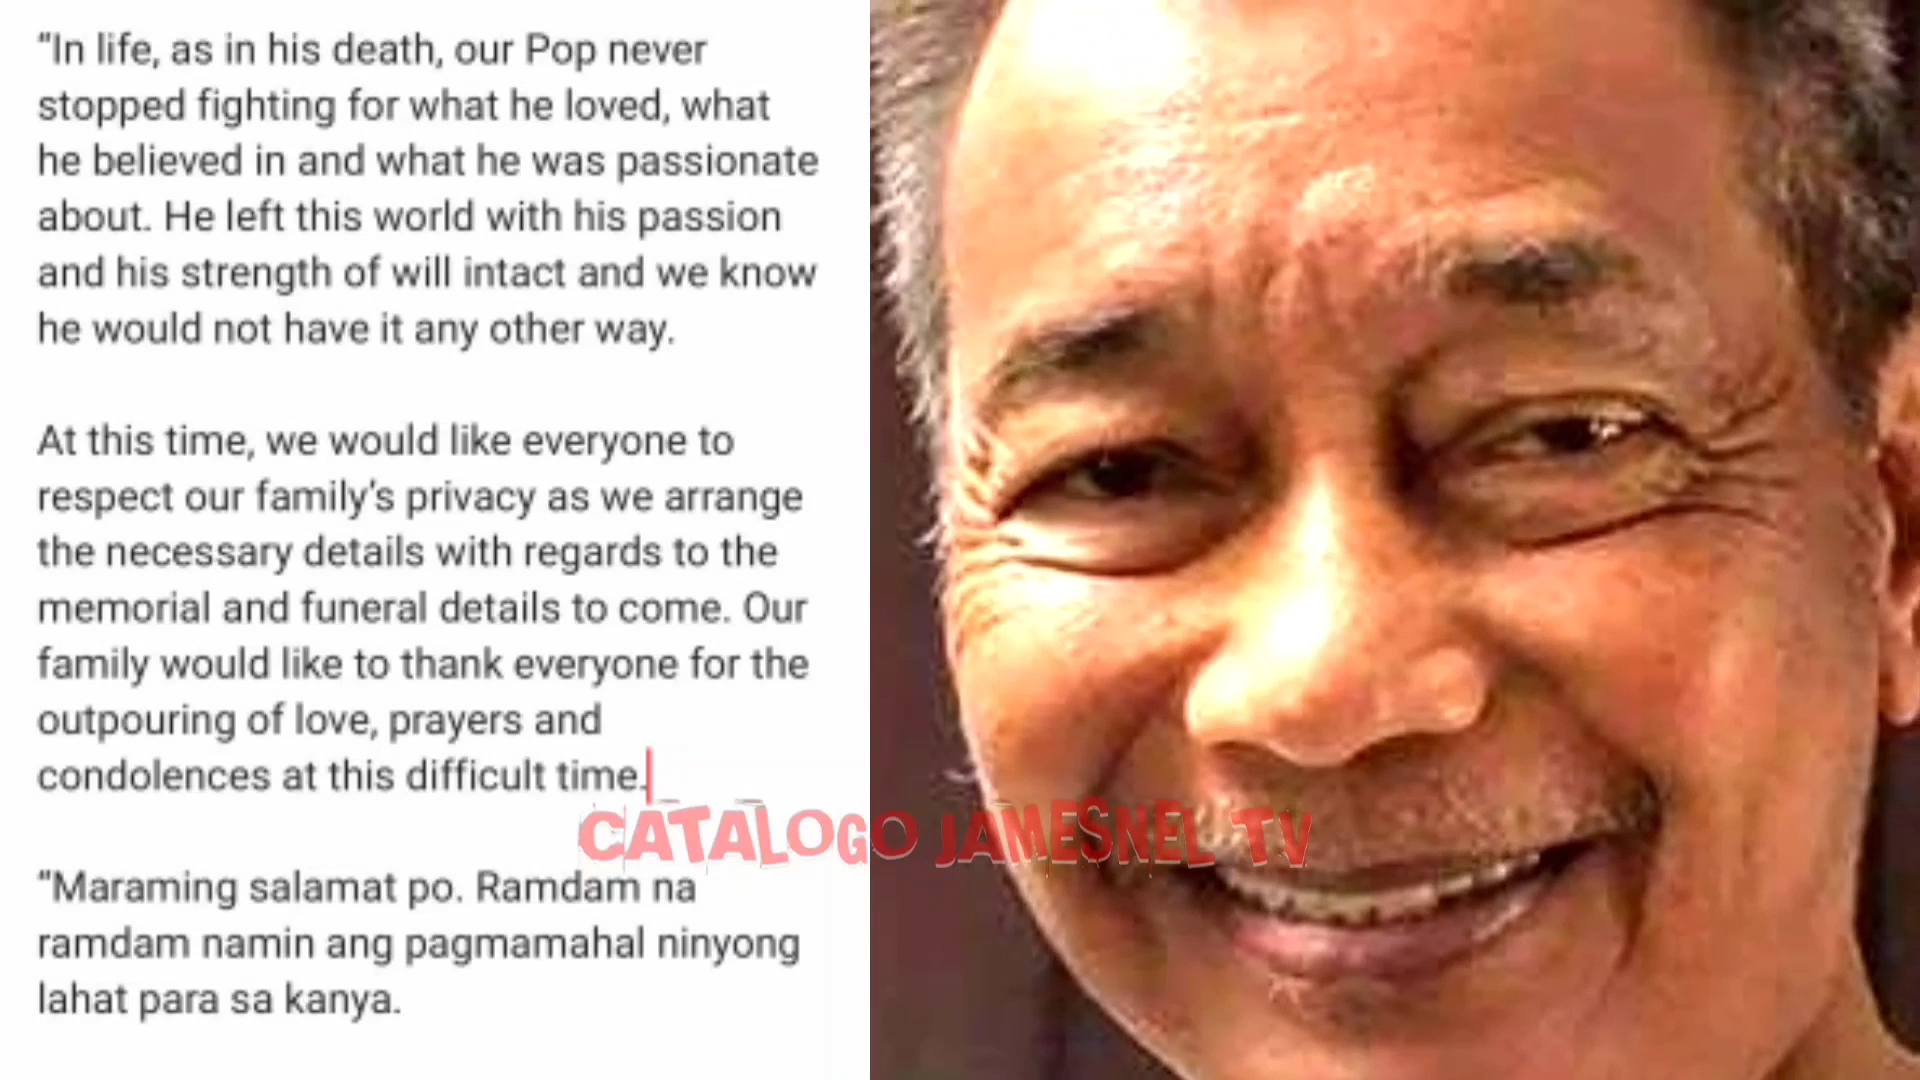 “In life, as in his death, our Pop never
stopped fighting for what he loved, what
he believed in and what he was passionate
about. He left this world with his passion
and his strength of will intact and we know
he would not have it any other way.
At this time, we would like everyone to
respect our family’s privacy as we arrange
the necessary details with regards to the
memorial and funeral details to come. Our
family would like to thank everyone for the
outpouring of love, prayers and
condolences at this difficult time.
CATALOGO JAMESNEL TV
“Maraming salamat po. Ramdam na
ramdam namin ang pagmamahal ninyong
lahat para sa kanya.